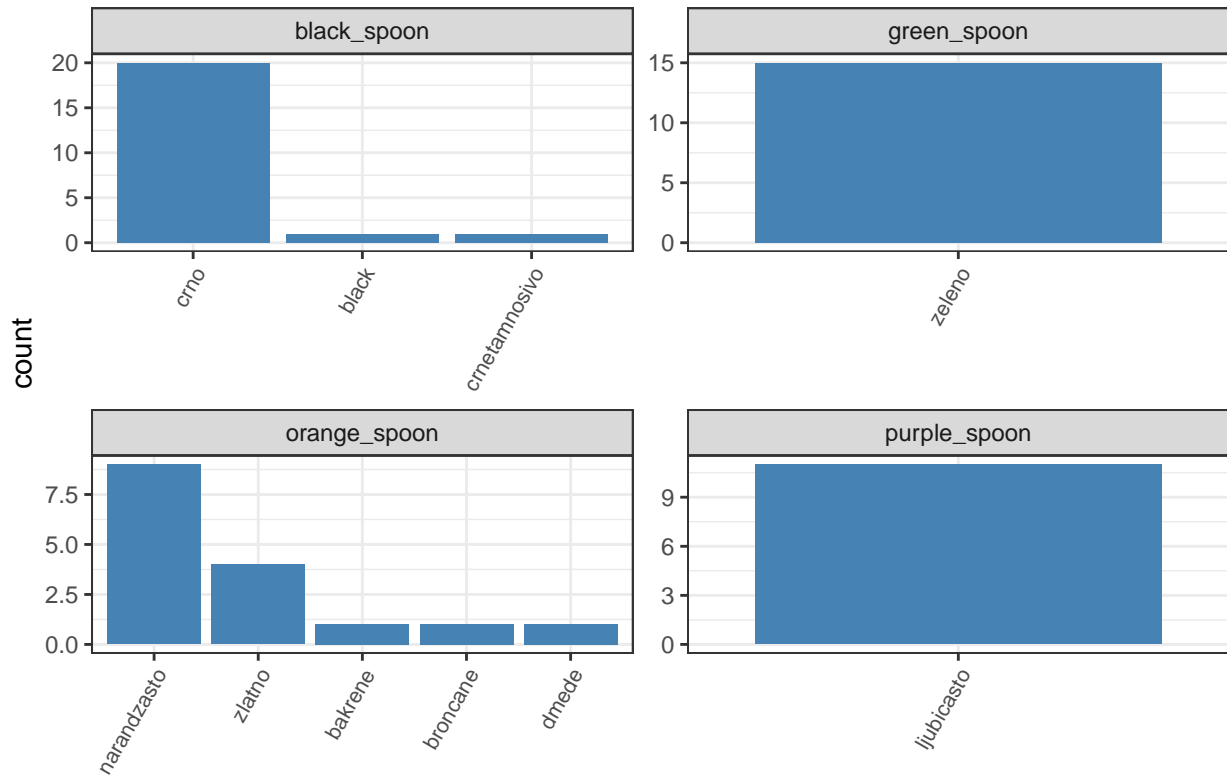 black_spoon
20
15
10
5
0
crno
black
crnetamnosivo
green_spoon
15
10
5
0
zeleno
count
orange_spoon
7.5
5.0
2.5
0.0
narandzasto
zlatno
bakrene
broncane
dmede
purple_spoon
9
6
3
0
ljubicasto